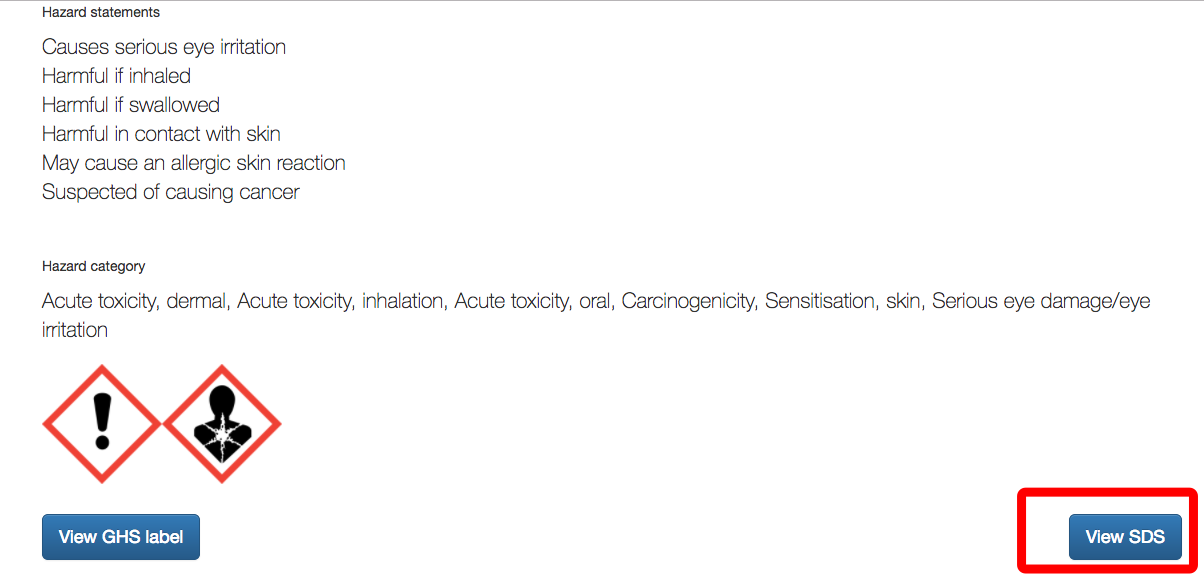 Hazard statements
Causes serious eye irritation
Harmful if inhaled
Harmful if swallowed
Harmful in contact with skin
May cause an allergic skin reaction
Suspected of causing cancer
Hazard category
Acute toxicity, dermal, Acute toxicity, inhalation, Acute toxicity, oral, Carcinogenicity, Sensitisation, skin, Serious eye damage/eye
irritation
View GHS label
View SDS